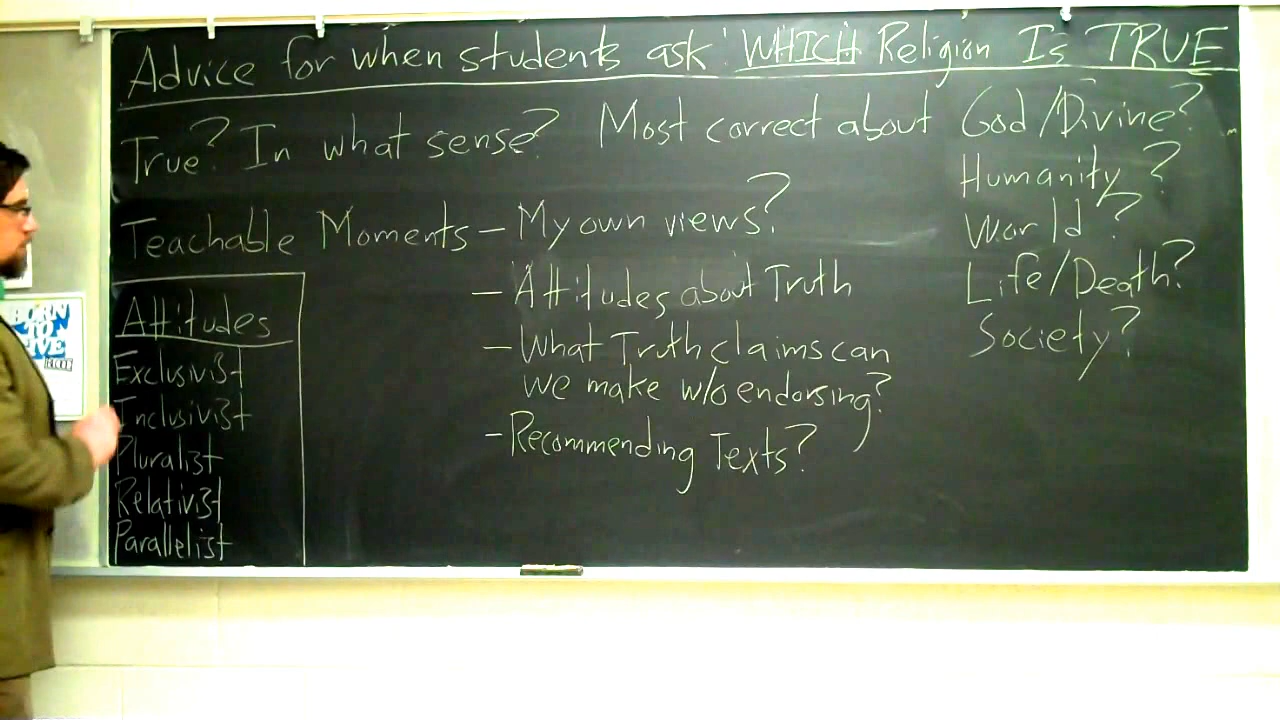 Advice for when students ask WHICH Religion Is TRUE
True? In what sense? Most correct about God/Divine?
Humanity?
World?
Life/Death?
Society?
Teachable Moments – My own views?
– Attitudes about Truth
– What Truth claims can
we make w/o endorsing?
– Recommending Texts?
Attitudes
Exclusivist
Inclusivist
Pluralist
Relativist
Parallelist
BORN
TO